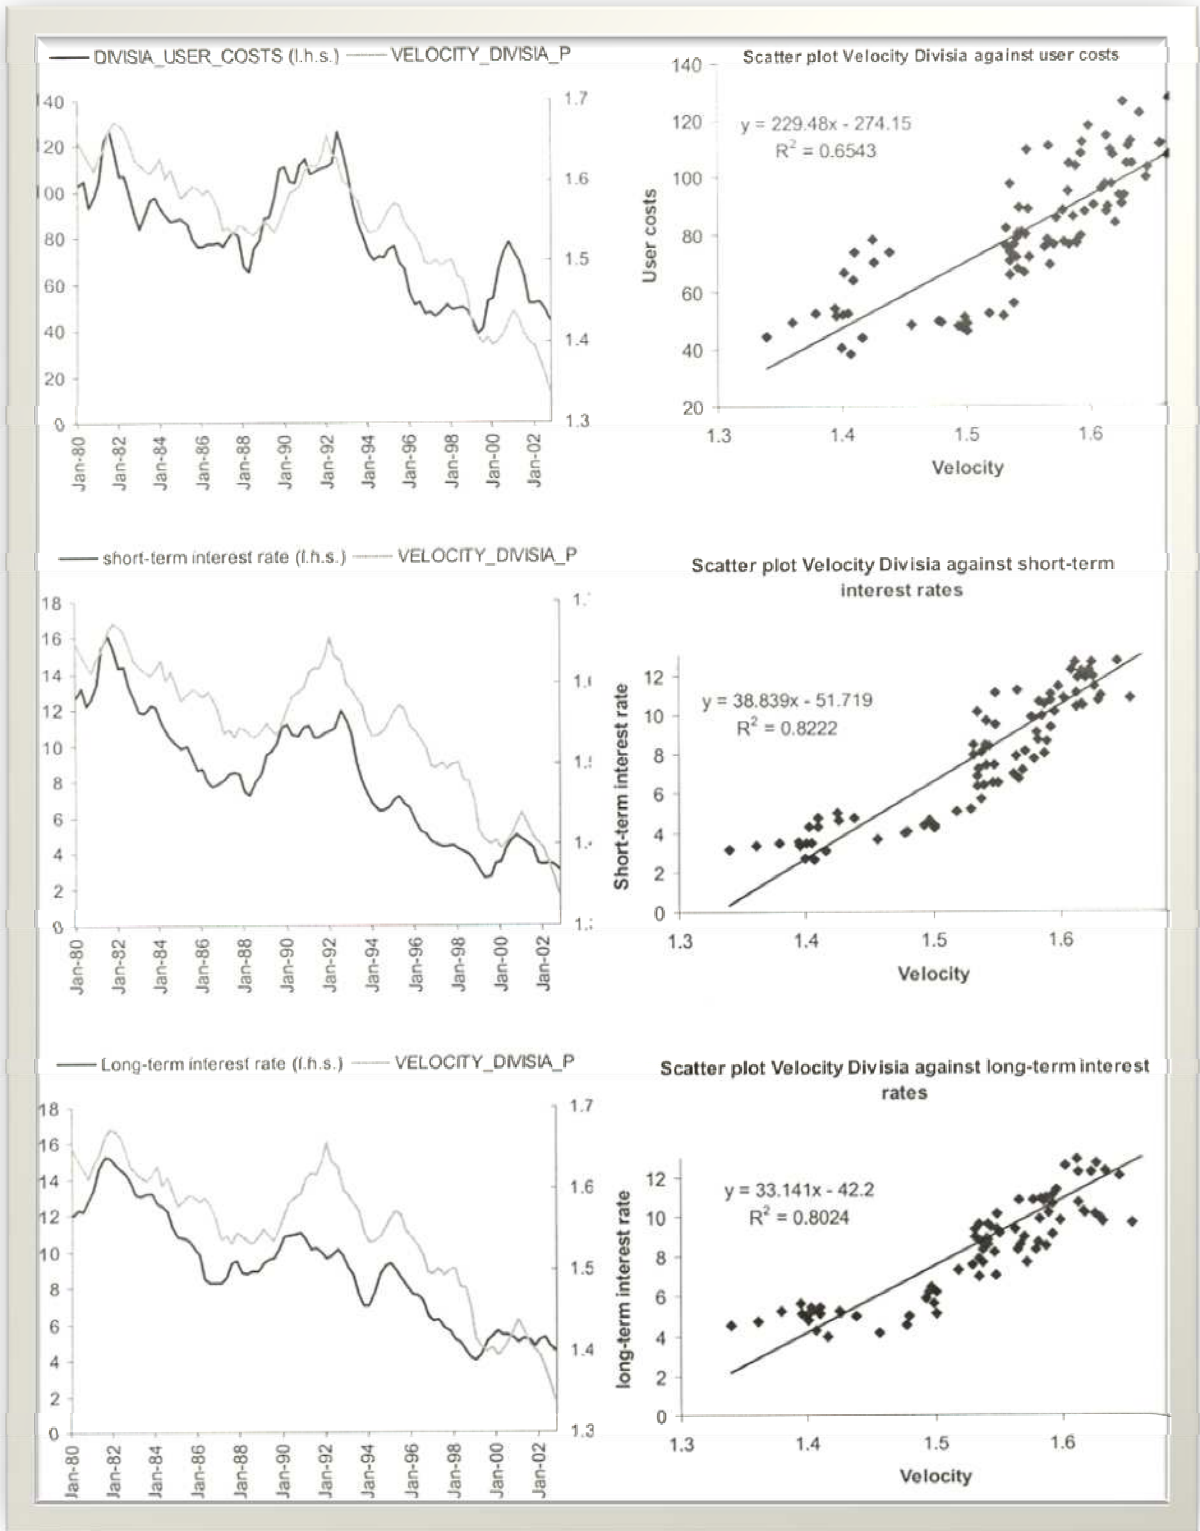 DIVISIA_USER_COSTS (l.h.s.) VELOCITY_DIVISIA_P
140
120
100
80
60
40
20
0
1.7
1.6
1.5
1.4
1.3
Jan-80 Jan-82 Jan-84 Jan-86 Jan-88 Jan-90 Jan-92 Jan-94 Jan-96 Jan-98 Jan-00 Jan-02
Scatter plot Velocity Divisia against user costs
140
120
100
80
60
40
20
User costs
y = 229.48x - 274.15
R² = 0.6543
1.3 1.4 1.5 1.6
Velocity
short-term interest rate (l.h.s.) VELOCITY_DIVISIA_P
18
16
14
12
10
8
6
4
2
0
Jan-80 Jan-82 Jan-84 Jan-86 Jan-88 Jan-90 Jan-92 Jan-94 Jan-96 Jan-98 Jan-00 Jan-02
Scatter plot Velocity Divisia against short-term
interest rates
12
10
8
6
4
2
0
Short-term interest rate
y = 38.839x - 51.719
R² = 0.8222
1.3 1.4 1.5 1.6
Velocity
Long-term interest rate (l.h.s.) VELOCITY_DIVISIA_P
18
16
14
12
10
8
6
4
2
0
1.7
1.6
1.5
1.4
1.3
Jan-80 Jan-82 Jan-84 Jan-86 Jan-88 Jan-90 Jan-92 Jan-94 Jan-96 Jan-98 Jan-00 Jan-02
Scatter plot Velocity Divisia against long-term interest
rates
12
10
8
6
4
2
0
long-term interest rate
y = 33.141x - 42.2
R² = 0.8024
1.3 1.4 1.5 1.6
Velocity